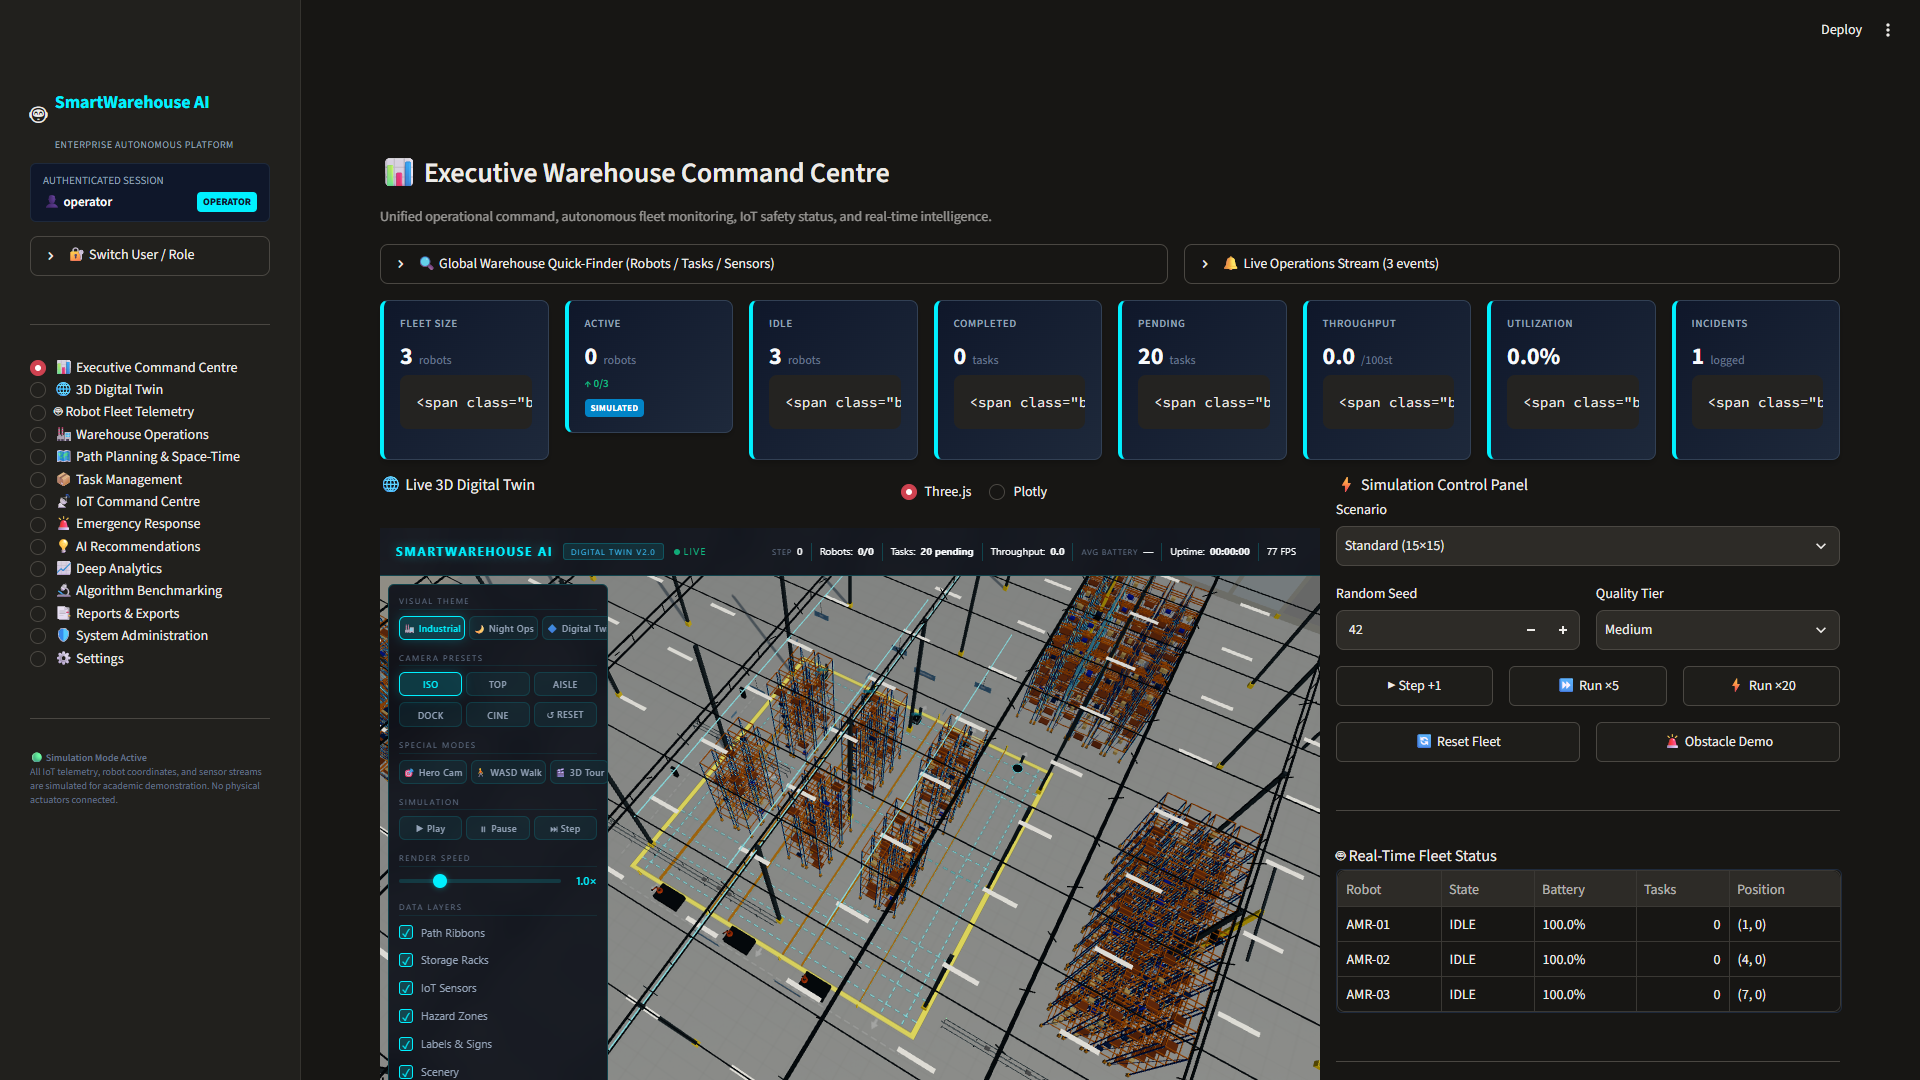 Deploy
SmartWarehouse AI
ENTERPRISE AUTONOMOUS PLATFORM
AUTHENTICATED SESSION
operator
OPERATOR
Switch User / Role
Executive Command Centre
3D Digital Twin
Robot Fleet Telemetry
Warehouse Operations
Path Planning & Space-Time
Task Management
IoT Command Centre
Emergency Response
AI Recommendations
Deep Analytics
Algorithm Benchmarking
Reports & Exports
System Administration
Settings
Simulation Mode Active
All IoT telemetry, robot coordinates, and sensor streams
are simulated for academic demonstration. No physical
actuators connected.
Executive Warehouse Command Centre
Unified operational command, autonomous fleet monitoring, IoT safety status, and real-time intelligence.
Global Warehouse Quick-Finder (Robots / Tasks / Sensors)
Live Operations Stream (3 events)
FLEET SIZE
3 robots
<span class="b
ACTIVE
0 robots
↑ 0/3
SIMULATED
IDLE
3 robots
<span class="b
COMPLETED
0 tasks
<span class="b
PENDING
20 tasks
<span class="b
THROUGHPUT
0.0 /100st
<span class="b
UTILIZATION
0.0%
<span class="b
INCIDENTS
1 logged
<span class="b
Live 3D Digital Twin
Three.js
Plotly
SMARTWAREHOUSE AI
DIGITAL TWIN V2.0
LIVE
STEP 0
Robots: 0/0
Tasks: 20 pending
Throughput: 0.0
AVG BATTERY —
Uptime: 00:00:00
77 FPS
VISUAL THEME
Industrial
Night Ops
Digital Tw
CAMERA PRESETS
ISO
TOP
AISLE
DOCK
CINE
↺ RESET
SPECIAL MODES
Hero Cam
WASD Walk
3D Tour
SIMULATION
▶ Play
⏸ Pause
⏭ Step
RENDER SPEED
1.0×
DATA LAYERS
Path Ribbons
Storage Racks
IoT Sensors
Hazard Zones
Labels & Signs
Scenery
Simulation Control Panel
Scenario
Standard (15×15)
Random Seed
Quality Tier
42
Medium
▶ Step +1
Run ×5
Run ×20
Reset Fleet
Obstacle Demo
Real-Time Fleet Status
Robot State Battery Tasks Position
AMR-01 IDLE 100.0% 0 (1, 0)
AMR-02 IDLE 100.0% 0 (4, 0)
AMR-03 IDLE 100.0% 0 (7, 0)